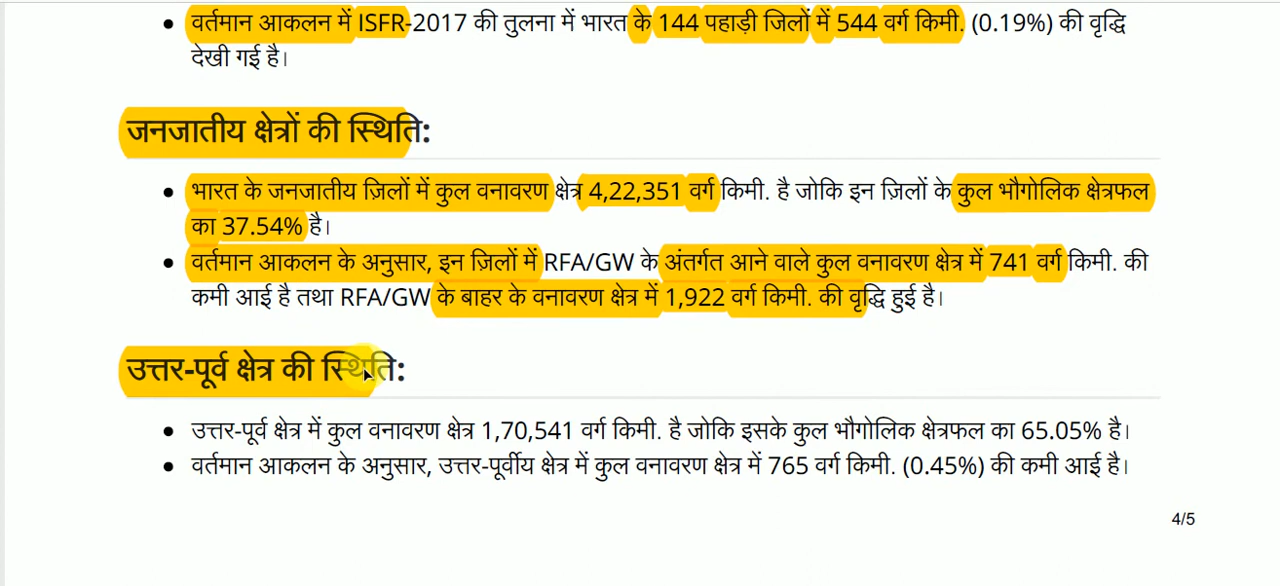 वर्तमान आकलन में ISFR-2017 की तुलना में भारत के 144 पहाड़ी जिलों में 544 वर्ग किमी. (0.19%) की वृद्धि
देखी गई है।
जनजातीय क्षेत्रों की स्थिति:
भारत के जनजातीय ज़िलों में कुल वनावरण क्षेत्र 4,22,351 वर्ग किमी. है जोकि इन ज़िलों के कुल भौगोलिक क्षेत्रफल
का 37.54% है।
वर्तमान आकलन के अनुसार, इन ज़िलों में RFA/GW के अंतर्गत आने वाले कुल वनावरण क्षेत्र में 741 वर्ग किमी. की
कमी आई है तथा RFA/GW के बाहर के वनावरण क्षेत्र में 1,922 वर्ग किमी. की वृद्धि हुई है।
उत्तर-पूर्व क्षेत्र की स्थिति:
उत्तर-पूर्व क्षेत्र में कुल वनावरण क्षेत्र 1,70,541 वर्ग किमी. है जोकि इसके कुल भौगोलिक क्षेत्रफल का 65.05% है।
वर्तमान आकलन के अनुसार, उत्तर-पूर्वीय क्षेत्र में कुल वनावरण क्षेत्र में 765 वर्ग किमी. (0.45%) की कमी आई है।
4/5